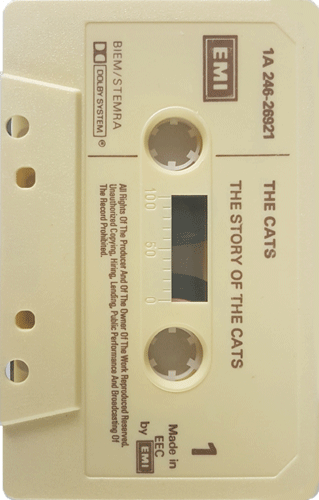 EMI
1A 246-26921
BIEM/STEMRA
DOLBY SYSTEM ®
THE CATS
THE STORY OF THE CATS
100 50 0
1
Made in
EEC
by EMI
All Rights Of The Producer And Of The Owner Of The Work Reproduced Reserved.
Unauthorized Copying, Hiring, Lending, Public Performance And Broadcasting Of
The Record Prohibited.